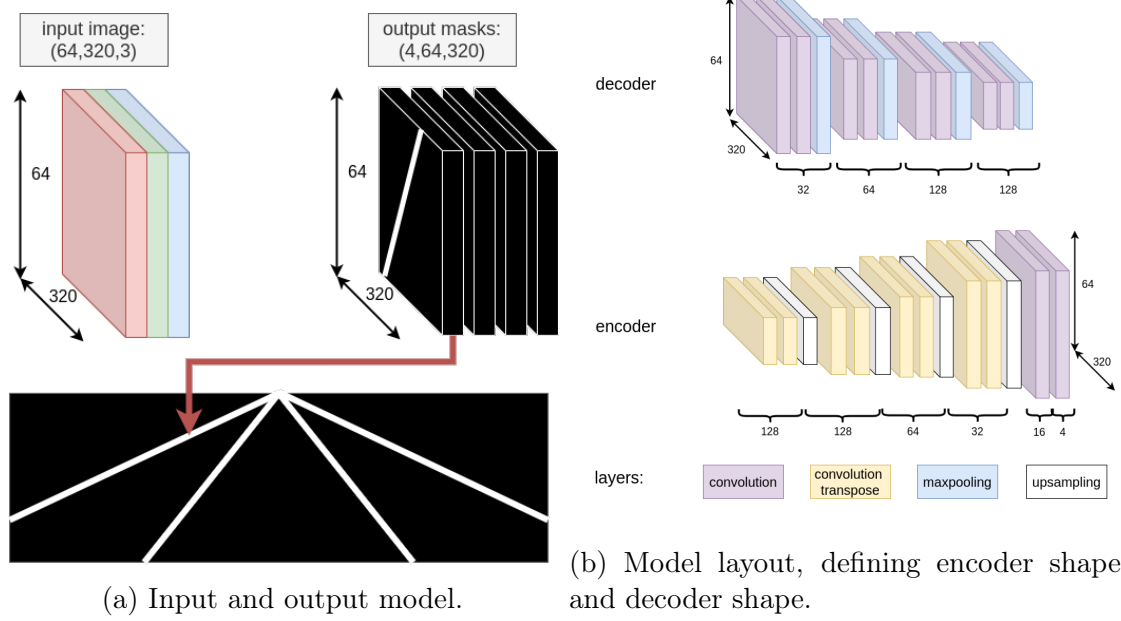 input image:
(64,320,3)
output masks:
(4,64,320)
64
320
64
320
(a) Input and output model.
decoder
64
320
32
64
128
128
encoder
64
320
128
128
64
32
16
4
layers:
convolution
convolution
transpose
maxpooling
upsampling
(b) Model layout, defining encoder shape
and decoder shape.